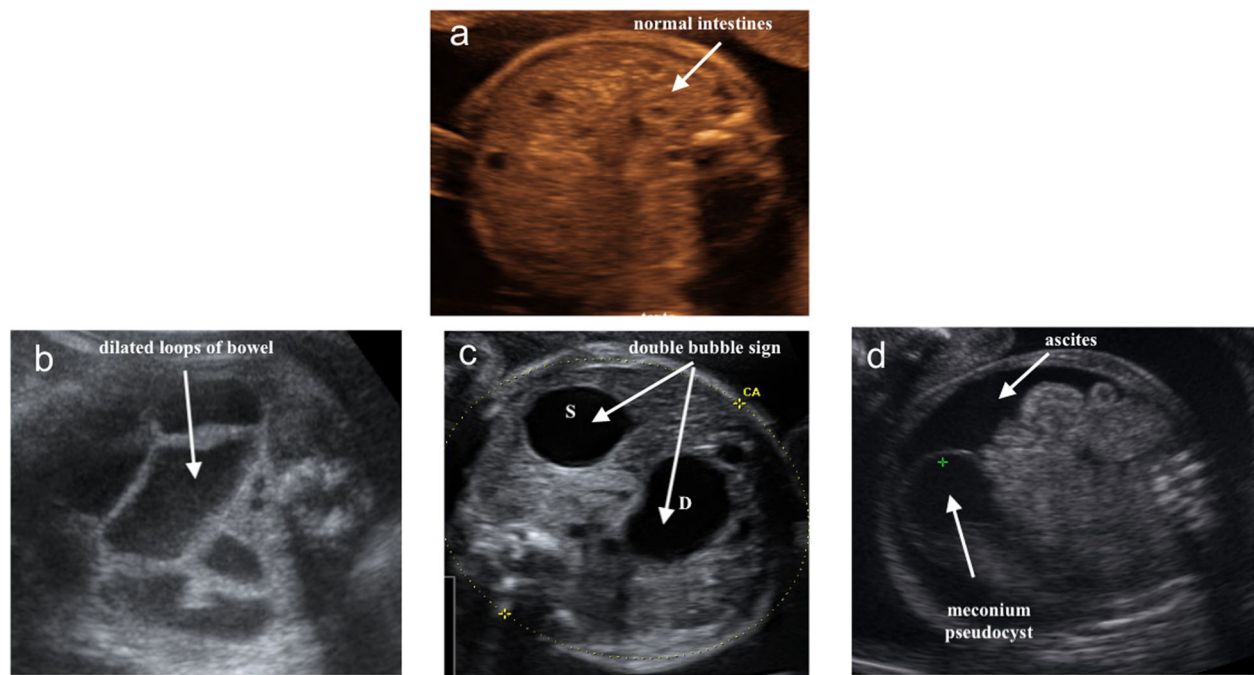 a
normal intestines
b
dilated loops of bowel
c
double bubble sign
CA
S
D
d
ascites
meconium
pseudocyst